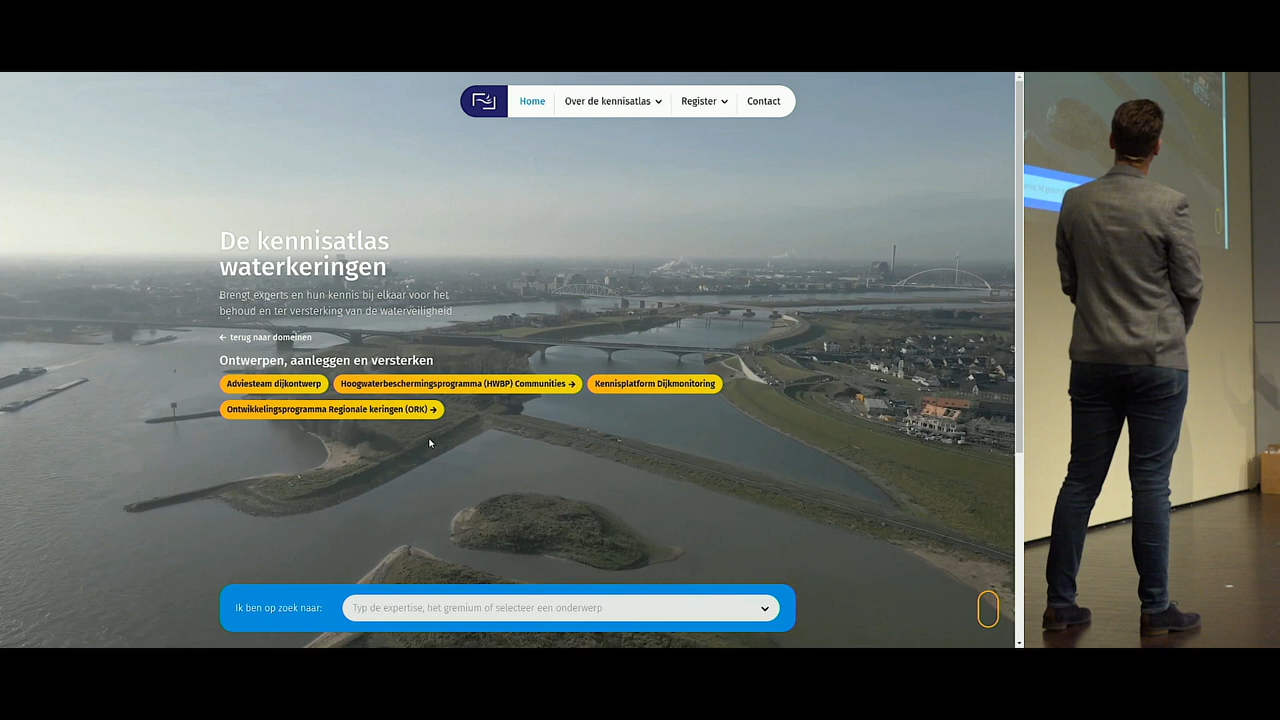 Home
Over de kennisatlas
Register
Contact
De kennisatlas
waterkeringen
Brengt experts en hun kennis bij elkaar voor het
behoud en ter versterking van de waterveiligheid
← terug naar domeinen
Ontwerpen, aanleggen en versterken
Adviesteam dijkontwerp
Hoogwaterbeschermingsprogramma (HWBP) Communities →
Kennisplatform Dijkmonitoring
Ontwikkelingsprogramma Regionale keringen (ORK) →
Ik ben op zoek naar:
Typ de expertise, het gremium of selecteer een onderwerp